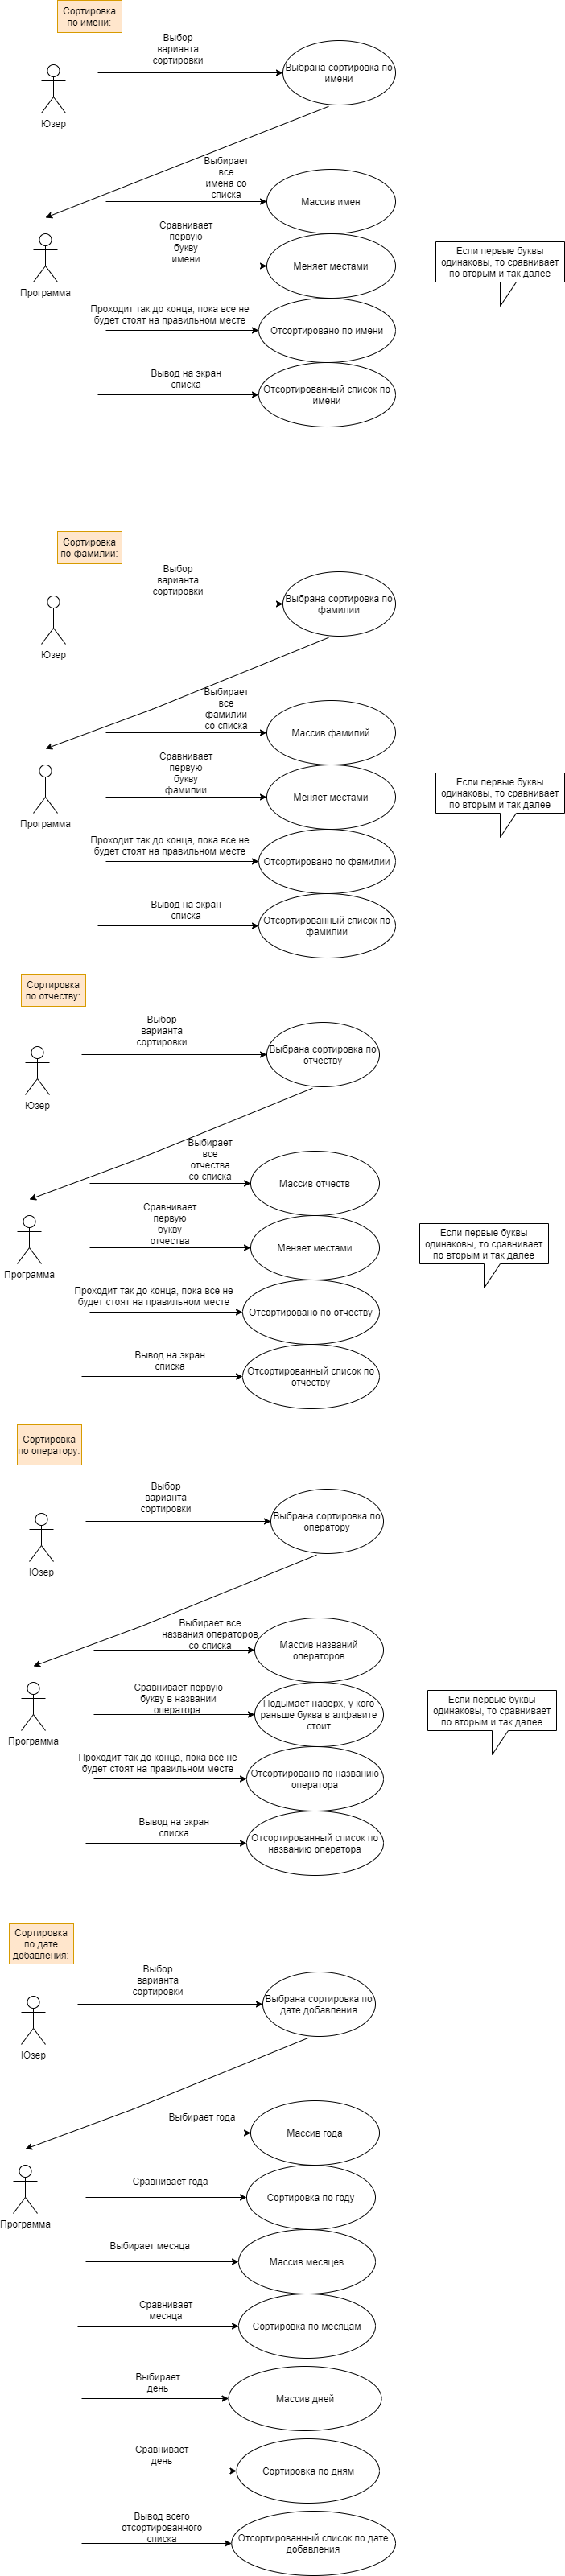 Сортировка
по имени:
Выбор
варианта
сортировки
Выбрана сортировка по
имени
Юзер
Выбирает
все
имена со
списка
Массив имен
Сравнивает
первую
букву
имени
Меняет местами
Если первые буквы
одинаковы, то сравнивает
по вторым и так далее
Программа
Проходит так до конца, пока все не
будет стоят на правильном месте
Отсортировано по имени
Вывод на экран
списка
Отсортированный список по
имени
Сортировка
по фамилии:
Выбор
варианта
сортировки
Выбрана сортировка по
фамилии
Юзер
Выбирает
все
фамилии
со списка
Массив фамилий
Сравнивает
первую
букву
фамилии
Меняет местами
Если первые буквы
одинаковы, то сравнивает
по вторым и так далее
Программа
Проходит так до конца, пока все не
будет стоят на правильном месте
Отсортировано по фамилии
Вывод на экран
списка
Отсортированный список по
фамилии
Сортировка
по отчеству:
Выбор
варианта
сортировки
Выбрана сортировка по
отчеству
Юзер
Выбирает
все
отчества
со списка
Массив отчеств
Сравнивает
первую
букву
отчества
Меняет местами
Если первые буквы
одинаковы, то сравнивает
по вторым и так далее
Программа
Проходит так до конца, пока все не
будет стоят на правильном месте
Отсортировано по отчеству
Вывод на экран
списка
Отсортированный список по
отчеству
Сортировка
по оператору:
Выбор
варианта
сортировки
Выбрана сортировка по
оператору
Юзер
Выбирает все
названия операторов
со списка
Массив названий
операторов
Сравнивает первую
букву в названии
оператора
Подымает наверх, у кого
раньше буква в алфавите
стоит
Если первые буквы
одинаковы, то сравнивает
по вторым и так далее
Программа
Проходит так до конца, пока все не
будет стоят на правильном месте
Отсортировано по названию
оператора
Вывод на экран
списка
Отсортированный список по
названию оператора
Сортировка
по дате
добавления:
Выбор
варианта
сортировки
Выбрана сортировка по
дате добавления
Юзер
Выбирает года
Массив года
Сравнивает года
Сортировка по году
Программа
Выбирает месяца
Массив месяцев
Сравнивает
месяца
Сортировка по месяцам
Выбирает
день
Массив дней
Сравнивает
день
Сортировка по дням
Вывод всего
отсортированного
списка
Отсортированный список по дате
добавления